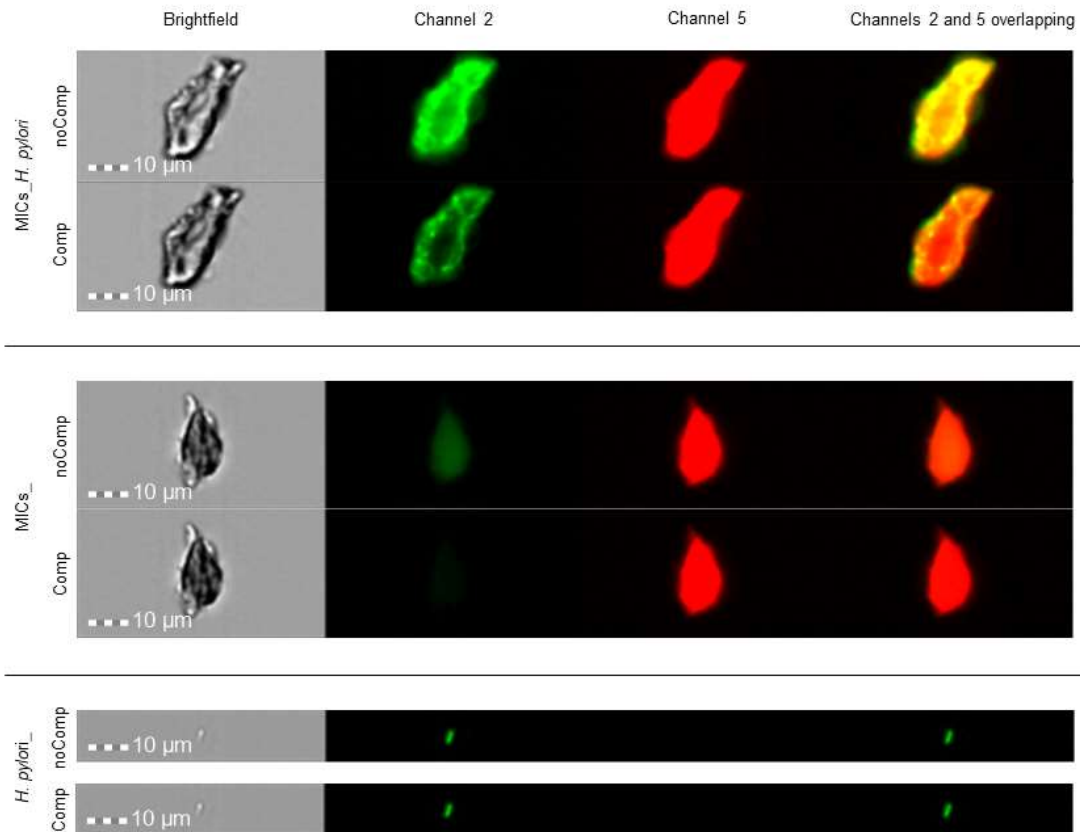 Brightfield Channel 2 Channel 5 Channels 2 and 5 overlapping
MICs_H. pylori
noComp
10 µm
Comp
10 µm
MICs_
noComp
10 µm
Comp
10 µm
H. pylori_
noComp
10 µm
Comp
10 µm